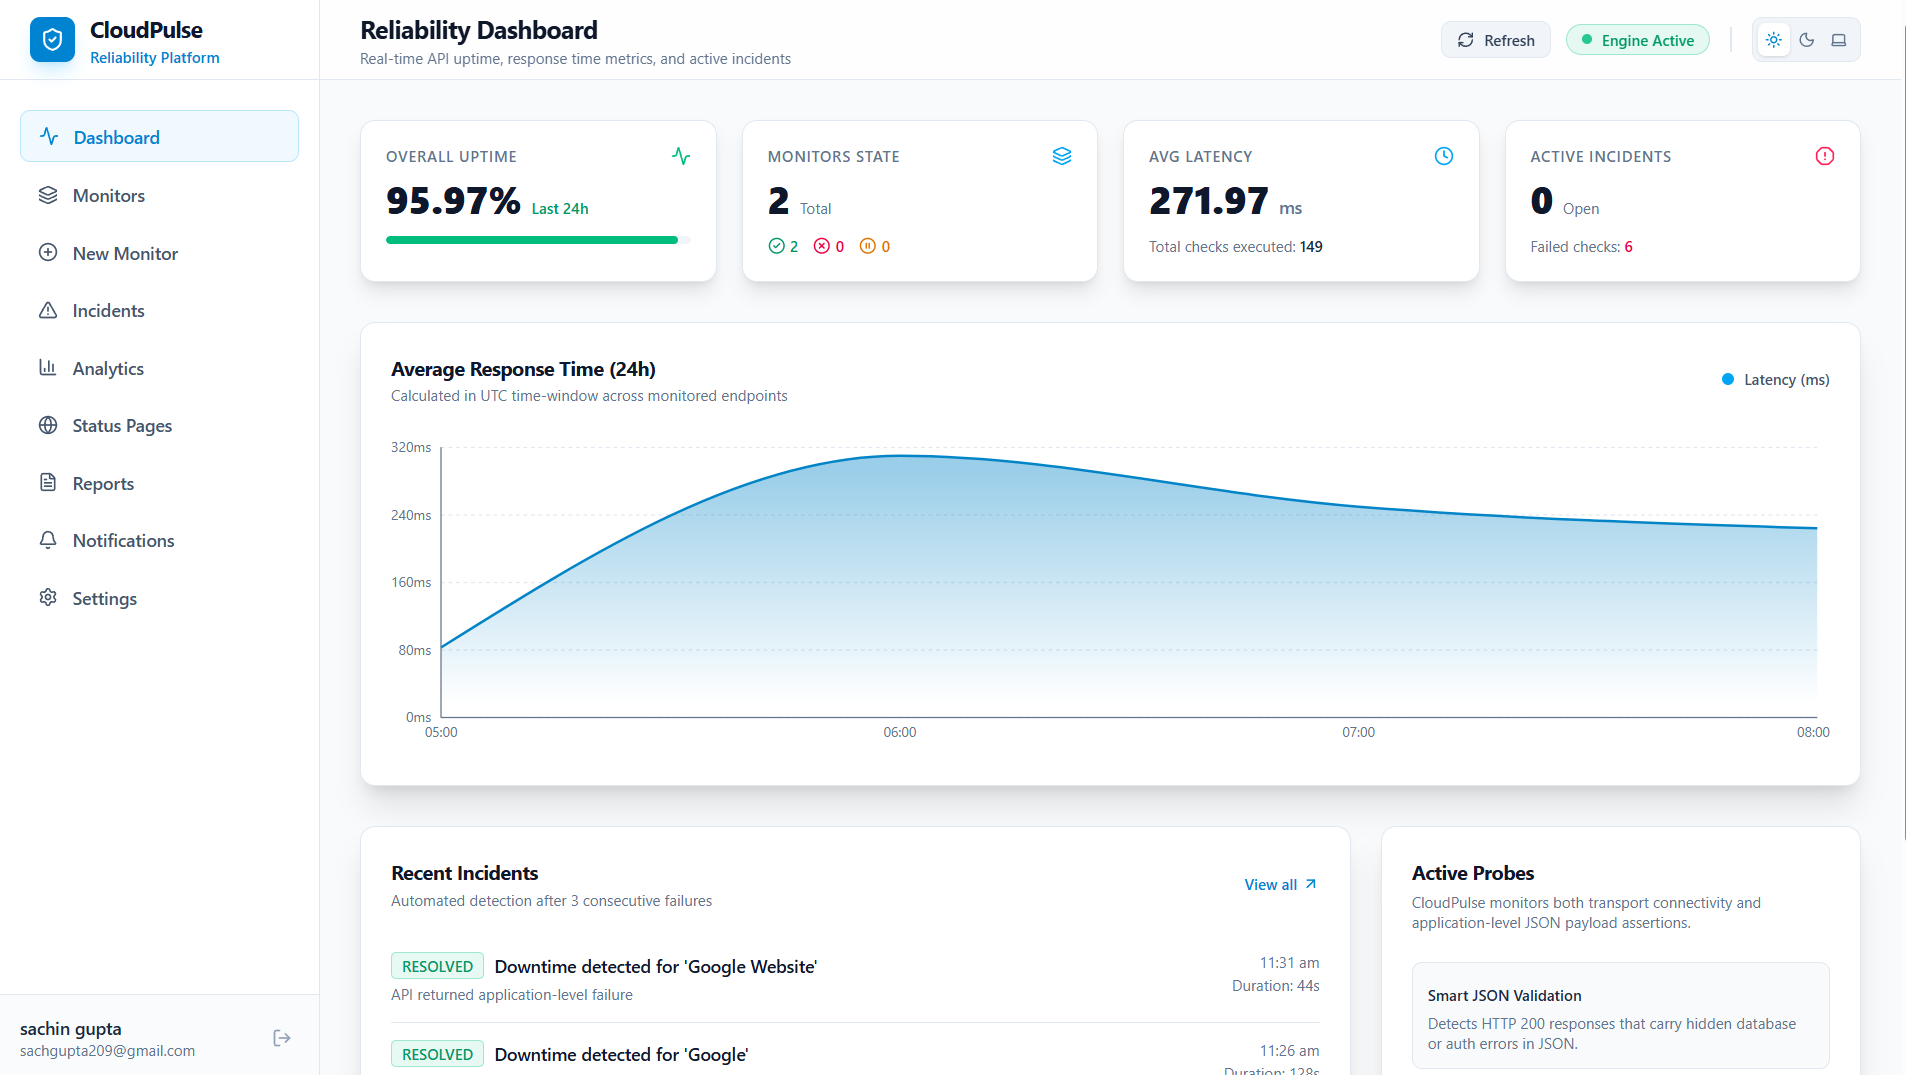 CloudPulse
Reliability Platform
Dashboard
Monitors
New Monitor
Incidents
Analytics
Status Pages
Reports
Notifications
Settings
sachin gupta
sachgupta209@gmail.com
Reliability Dashboard
Real-time API uptime, response time metrics, and active incidents
Refresh
Engine Active
OVERALL UPTIME
95.97% Last 24h
MONITORS STATE
2 Total
2 0 0
AVG LATENCY
271.97 ms
Total checks executed: 149
ACTIVE INCIDENTS
0 Open
Failed checks: 6
Average Response Time (24h)
Calculated in UTC time-window across monitored endpoints
Latency (ms)
320ms
240ms
160ms
80ms
0ms
05:00 06:00 07:00 08:00
Recent Incidents
Automated detection after 3 consecutive failures
View all
RESOLVED Downtime detected for 'Google Website'
API returned application-level failure
11:31 am
Duration: 44s
RESOLVED Downtime detected for 'Google'
11:26 am
Duration: 128s
Active Probes
CloudPulse monitors both transport connectivity and
application-level JSON payload assertions.
Smart JSON Validation
Detects HTTP 200 responses that carry hidden database
or auth errors in JSON.